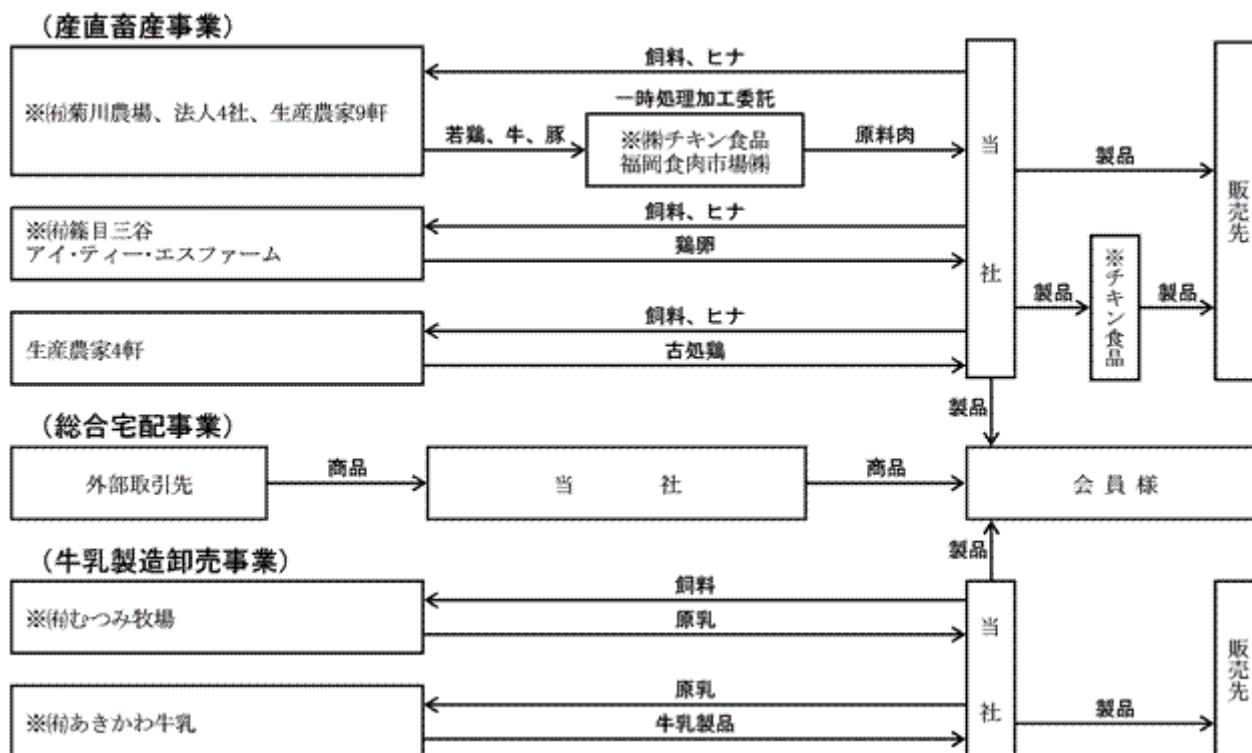 （産直畜産事業）
飼料、ヒナ
※㈲菊川農場、法人4社、生産農家9軒
一時処理加工委託
若鶏、牛、豚
※㈱チキン食品
福岡食肉市場㈱
原料肉
当社
製品
販売先
※㈲篠目三谷
アイ・ティー・エスファーム
飼料、ヒナ
鶏卵
製品
※チキン食品
製品
生産農家4軒
飼料、ヒナ
古処鶏
製品
（総合宅配事業）
外部取引先
商品
当社
商品
会員様
（牛乳製造卸売事業）
製品
※㈲むつみ牧場
飼料
原乳
当社
販売先
※㈲あきかわ牛乳
原乳
牛乳製品
製品